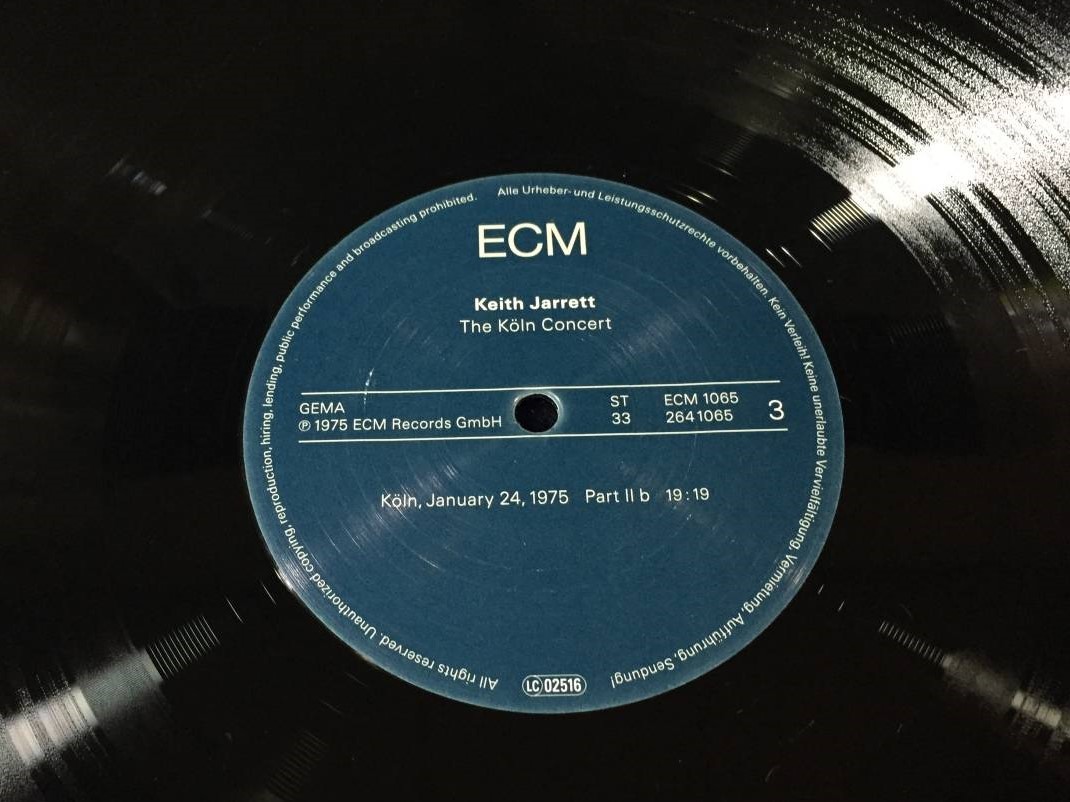 ECM
Keith Jarrett
The Köln Concert
GEMA
℗ 1975 ECM Records GmbH
ST
33
ECM 1065
264 1065
3
Köln, January 24, 1975 Part II b 19:19
Alle Urheber- und Leistungsschutzrechte vorbehalten. Kein Verleih! Keine unerlaubte Vervielfältigung, Vermietung, Aufführung, Sendung!
LC 02516
All rights reserved. Unauthorized copying, reproduction, hiring, lending, public performance and broadcasting prohibited.